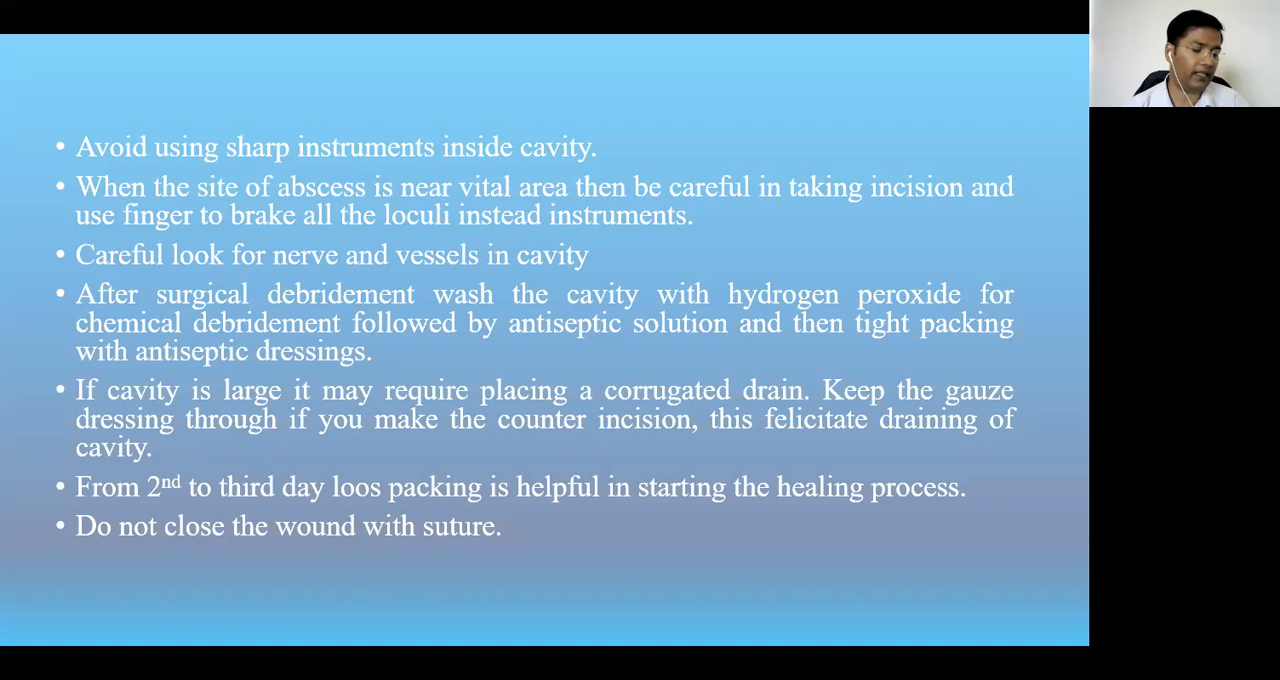 • Avoid using sharp instruments inside cavity.
• When the site of abscess is near vital area then be careful in taking incision and
use finger to brake all the loculi instead instruments.
• Careful look for nerve and vessels in cavity
• After surgical debridement wash the cavity with hydrogen peroxide for
chemical debridement followed by antiseptic solution and then tight packing
with antiseptic dressings.
• If cavity is large it may require placing a corrugated drain. Keep the gauze
dressing through if you make the counter incision, this felicitate draining of
cavity.
• From 2nd to third day loos packing is helpful in starting the healing process.
• Do not close the wound with suture.